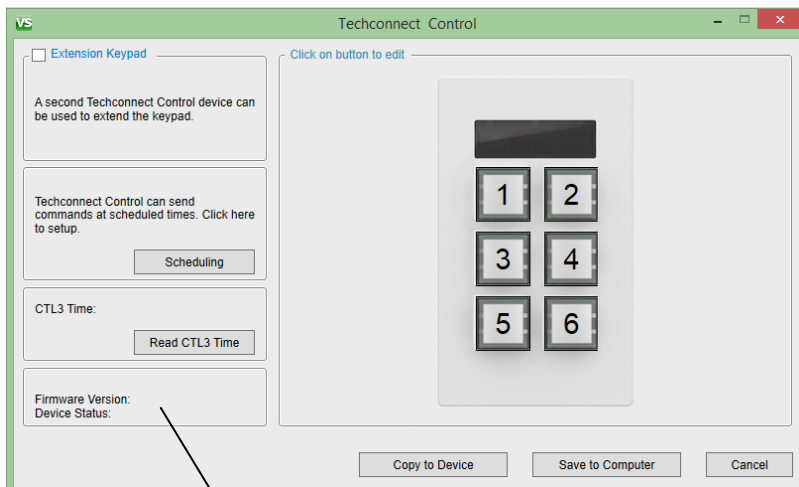 VS
Techconnect Control
Extension Keypad
A second Techconnect Control device can
be used to extend the keypad.
Techconnect Control can send
commands at scheduled times. Click here
to setup.
Scheduling
CTL3 Time:
Read CTL3 Time
Firmware Version:
Device Status:
Click on button to edit
1 2
3 4
5 6
Copy to Device Save to Computer Cancel